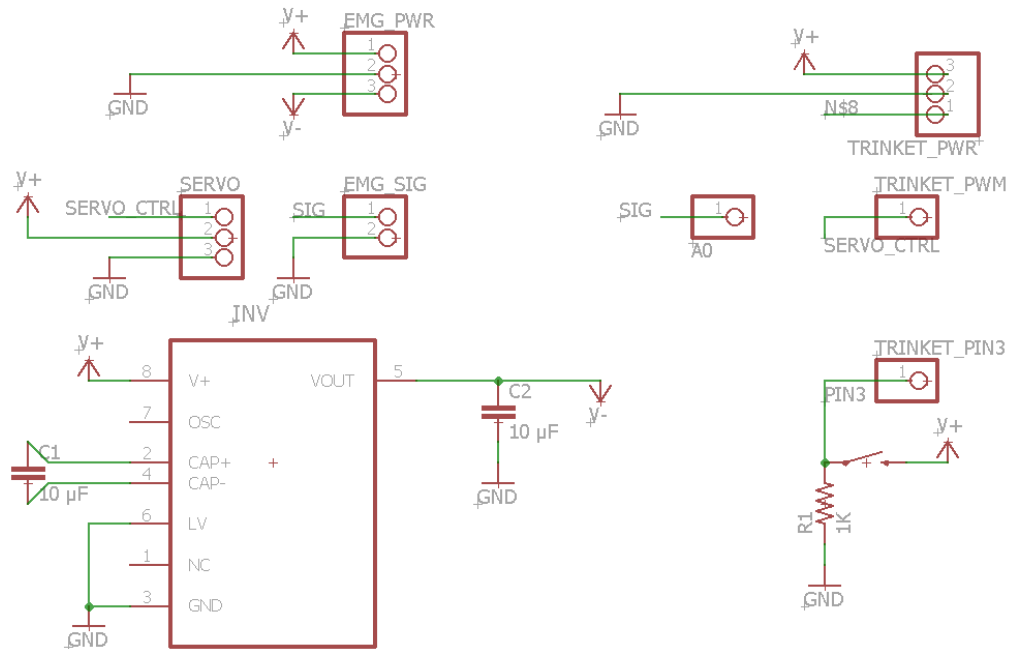 V+
EMG_PWR
1
2
3
GND
V-
V+
3
2
1
GND
N$8
TRINKET_PWR
V+
SERVO
SERVO_CTRL
1
2
3
GND
EMG_SIG
SIG
1
2
GND
SIG
1
A0
TRINKET_PWM
1
SERVO_CTRL
INV
V+
8
V+
VOUT
5
7
OSC
C1
10 µF
2
CAP+
4
CAP-
6
LV
1
NC
3
GND
GND
C2
10 µF
V-
GND
TRINKET_PIN3
1
PIN3
V+
R1
1K
GND